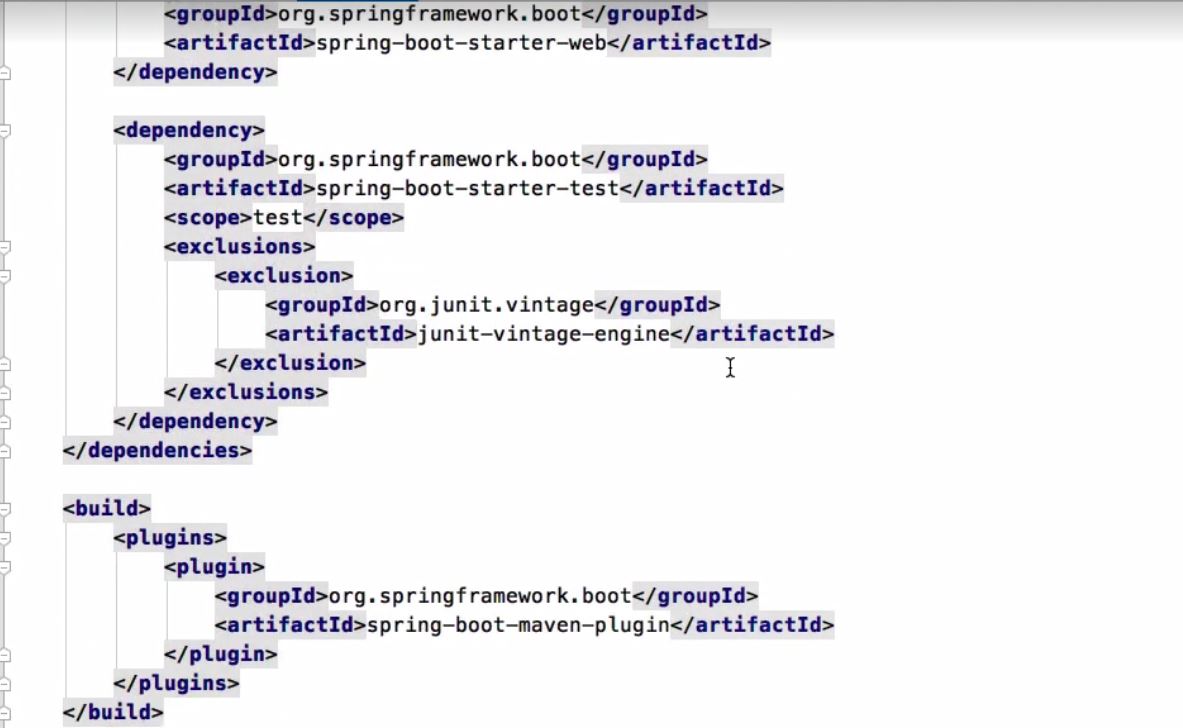 <groupId>org.springframework.boot</groupId>
<artifactId>spring-boot-starter-web</artifactId>
</dependency>
<dependency>
<groupId>org.springframework.boot</groupId>
<artifactId>spring-boot-starter-test</artifactId>
<scope>test</scope>
<exclusions>
<exclusion>
<groupId>org.junit.vintage</groupId>
<artifactId>junit-vintage-engine</artifactId>
</exclusion>
</exclusions>
</dependency>
</dependencies>
<build>
<plugins>
<plugin>
<groupId>org.springframework.boot</groupId>
<artifactId>spring-boot-maven-plugin</artifactId>
</plugin>
</plugins>
</build>